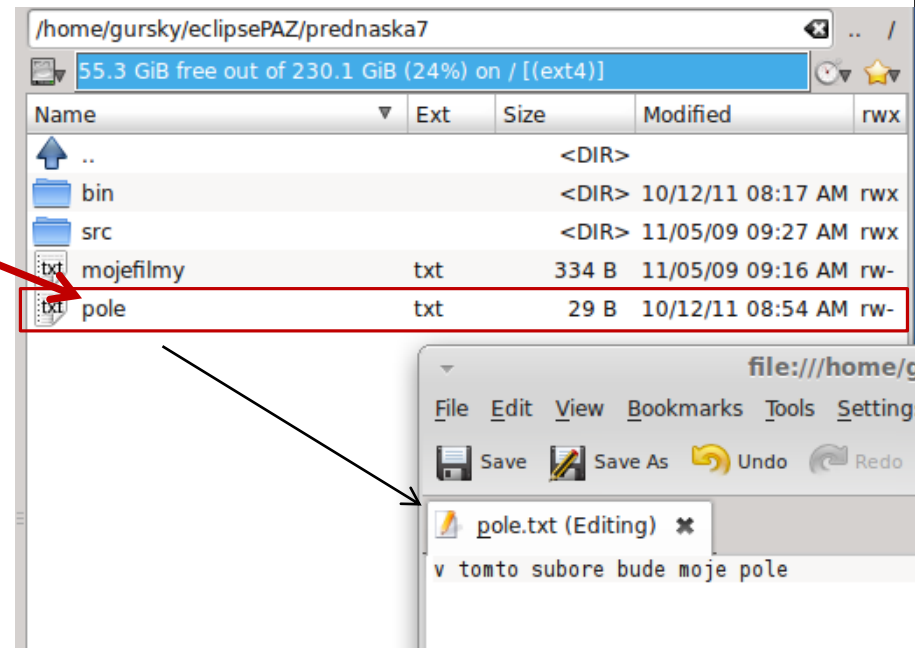 /home/gursky/eclipsePAZ/prednaska7 .. /
55.3 GiB free out of 230.1 GiB (24%) on / [(ext4)]
Name Ext Size Modified rwx
.. <DIR>
bin <DIR> 10/12/11 08:17 AM rwx
src <DIR> 11/05/09 09:27 AM rwx
txt mojefilmy txt 334 B 11/05/09 09:16 AM rw-
txt pole txt 29 B 10/12/11 08:54 AM rw-
file:///home/g
File Edit View Bookmarks Tools Setting
Save Save As Undo Redo
pole.txt (Editing)
v tomto subore bude moje pole